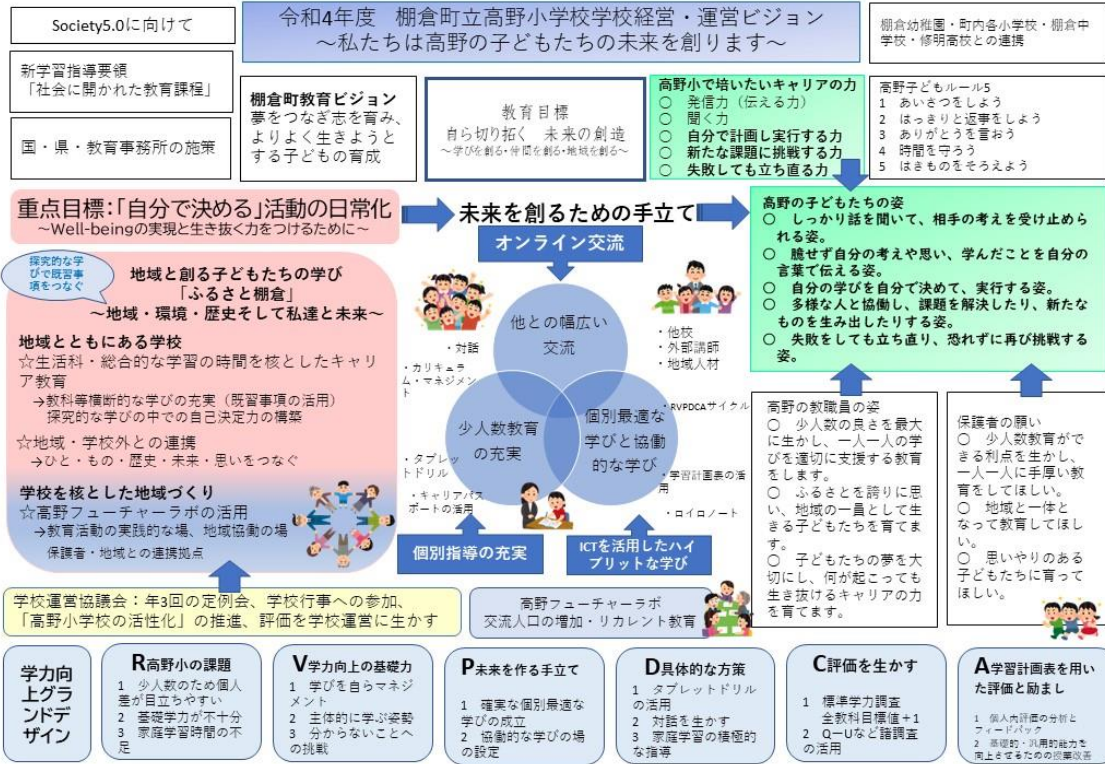 Society5.0に向けて
令和4年度　棚倉町立高野小学校学校経営・運営ビジョン
～私たちは高野の子どもたちの未来を創ります～
棚倉幼稚園・町内各小学校・棚倉中
学校・修明高校との連携
新学習指導要領
「社会に開かれた教育課程」
国・県・教育事務所の施策
棚倉町教育ビジョン
夢をつなぎ志を育み、
よりよく生きようと
する子どもの育成
教育目標
自ら切り拓く　未来の創造
～学びを創る・仲間を創る・地域を創る～
高野小で培いたいキャリアの力
○　発信力（伝える力）
○　聞く力
○　自分で計画し実行する力
○　新たな課題に挑戦する力
○　失敗しても立ち直る力
高野子どもルール5
1　あいさつをしよう
2　はっきりと返事をしよう
3　ありがとうを言おう
4　時間を守ろう
5　はきものをそろえよう
重点目標：「自分で決める」活動の日常化
～Well-beingの実現と生き抜く力をつけるために～
未来を創るための手立て
オンライン交流
高野の子どもたちの姿
○　しっかり話を聞いて、相手の考えを受け止めら
れる姿。
○　臆せず自分の考えや思い、学んだことを自分の
言葉で伝える姿。
○　自分の学びを自分で決めて、実行する姿。
○　多様な人と協働し、課題を解決したり、新たな
ものを生み出したりする姿。
○　失敗をしても立ち直り、恐れずに再び挑戦する
姿。
探究的な学
びで既習事
項をつなぐ
地域と創る子どもたちの学び
「ふるさと棚倉」
～地域・環境・歴史そして私達と未来～
地域とともにある学校
☆生活科・総合的な学習の時間を核としたキャリ
ア教育
→教科等横断的な学びの充実（既習事項の活用）
探究的な学びの中での自己決定力の構築
☆地域・学校外との連携
→ひと・もの・歴史・未来・思いをつなぐ
学校を核とした地域づくり
☆高野フューチャーラボの活用
→教育活動の実践的な場、地域協働の場
保護者・地域との連携拠点
他との幅広い
交流
・対話
・カリキュラ
ム・マネジメン
ト
・他校
・外部講師
・地域人材
少人数教育
の充実
個別最適な
学びと協働
的な学び
・RVPDCAサイクル
・タブレッ
トドリル
・キャリアパス
ポートの活用
・学習計画表の活
用
・ロイロノート
個別指導の充実
ICTを活用したハイ
ブリットな学び
高野の教職員の姿
○　少人数の良さを最大
に生かし、一人一人の学
びを適切に支援する教育
をします。
○　ふるさとを誇りに思
い、地域の一員として生
きる子どもたちを育てま
す。
○　子どもたちの夢を大
切にし、何が起こっても
生き抜けるキャリアの力
を育てます。
保護者の願い
○　少人数教育がで
きる利点を生かし、
一人一人に手厚い教
育をしてほしい。
○　地域と一体と
なって教育してほし
い。
○　思いやりのある
子どもたちに育って
ほしい。
学校運営協議会：年3回の定例会、学校行事への参加、
「高野小学校の活性化」の推進、評価を学校運営に生かす
高野フューチャーラボ
交流人口の増加・リカレント教育
学力向
上グラ
ンドデ
ザイン
R高野小の課題
1　少人数のため個人
差が目立ちやすい
2　基礎学力が不十分
3　家庭学習時間の不
足
V学力向上の基礎力
1　学びを自らマネジ
メント
2　主体的に学ぶ姿勢
3　分からないことへ
の挑戦
P未来を作る手立て
1　確実な個別最適な
学びの成立
2　協働的な学びの場
の設定
D具体的な方策
1　タブレットドリル
の活用
2　対話を生かす
3　家庭学習の積極的
な指導
C評価を生かす
1　標準学力調査
全教科目標値＋1
2　Q－Uなど諸調査
の活用
A学習計画表を用い
た評価と励まし
1　個人内評価の分析と
フィードバック
2　基礎的・汎用的能力を
向上させるための授業改善